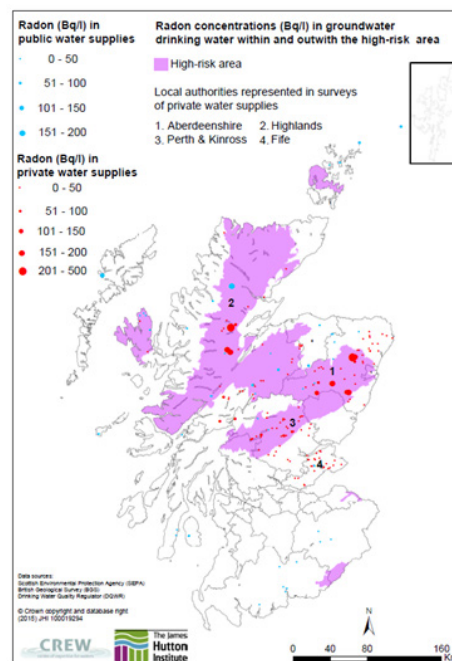 Radon (Bq/l) in
public water supplies
0 - 50
51 - 100
101 - 150
151 - 200
Radon (Bq/l) in
private water supplies
0 - 50
51 - 100
101 - 150
151 - 200
201 - 500
Radon concentrations (Bq/l) in groundwater
drinking water within and outwith the high-risk area
High-risk area
Local authorities represented in surveys
of private water supplies
1. Aberdeenshire 2. Highlands
3. Perth & Kinross 4, Fife
2
1
3
4
Data sources:
Scottish Environmental Protection Agency (SEPA)
British Geological Survey (BGS)
Drinking Water Quality Regulator (DQWR)
© Crown copyright and database right
(2015) JHI 100019294
CREW
The James
Hutton
Institute
N
0 40 80 160